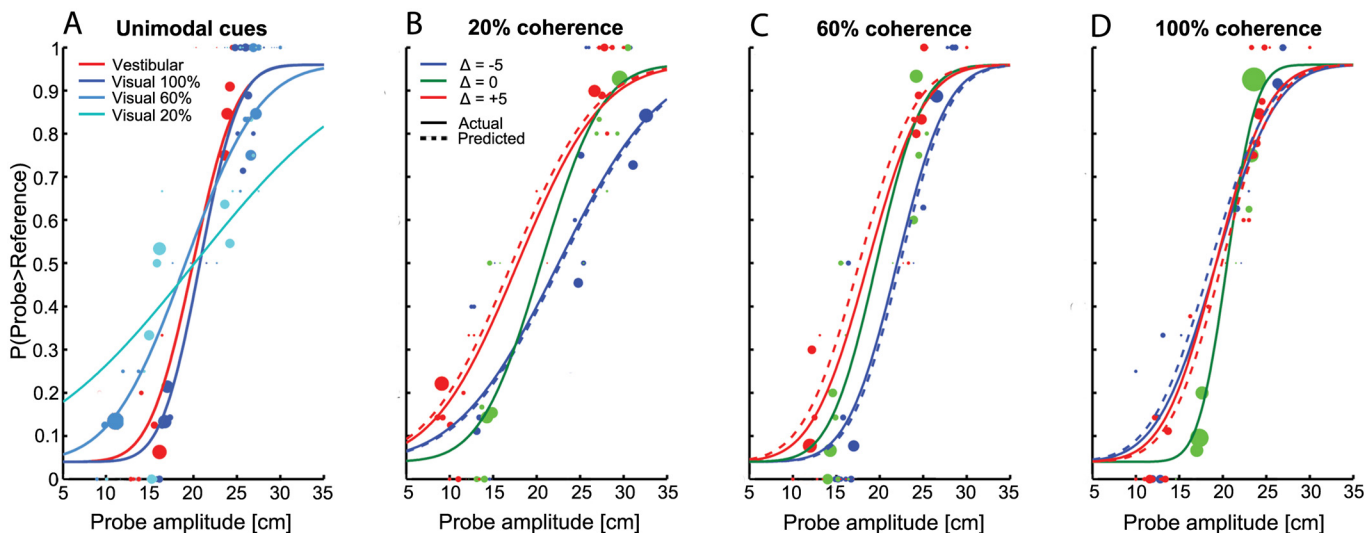 A Unimodal cues
B 20% coherence
C 60% coherence
D 100% coherence
P(Probe>Reference)
1
0.9
0.8
0.7
0.6
0.5
0.4
0.3
0.2
0.1
0
Vestibular
Visual 100%
Visual 60%
Visual 20%
Δ = -5
Δ = 0
Δ = +5
Actual
Predicted
5 10 15 20 25 30 35
5 10 15 20 25 30 35
5 10 15 20 25 30 35
5 10 15 20 25 30 35
Probe amplitude [cm]
Probe amplitude [cm]
Probe amplitude [cm]
Probe amplitude [cm]